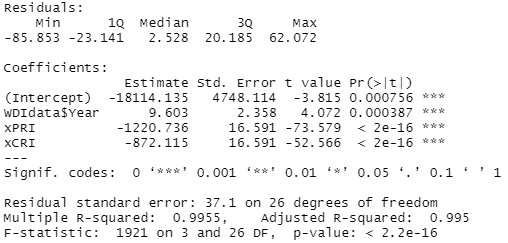 Residuals:
    Min      1Q  Median      3Q     Max
-85.853 -23.141   2.528  20.185  62.072
Coefficients:
              Estimate Std. Error t value Pr(>|t|)
(Intercept) -18114.135   4748.114  -3.815 0.000756 ***
WDIdata$Year     9.603      2.358   4.072 0.000387 ***
xPRI         -1220.736     16.591 -73.579  < 2e-16 ***
xCRI          -872.115     16.591 -52.566  < 2e-16 ***
---
Signif. codes:  0 ‘***’ 0.001 ‘**’ 0.01 ‘*’ 0.05 ‘.’ 0.1 ‘ ’ 1
Residual standard error: 37.1 on 26 degrees of freedom
Multiple R-squared:  0.9955,    Adjusted R-squared:  0.995
F-statistic:  1921 on 3 and 26 DF,  p-value: < 2.2e-16